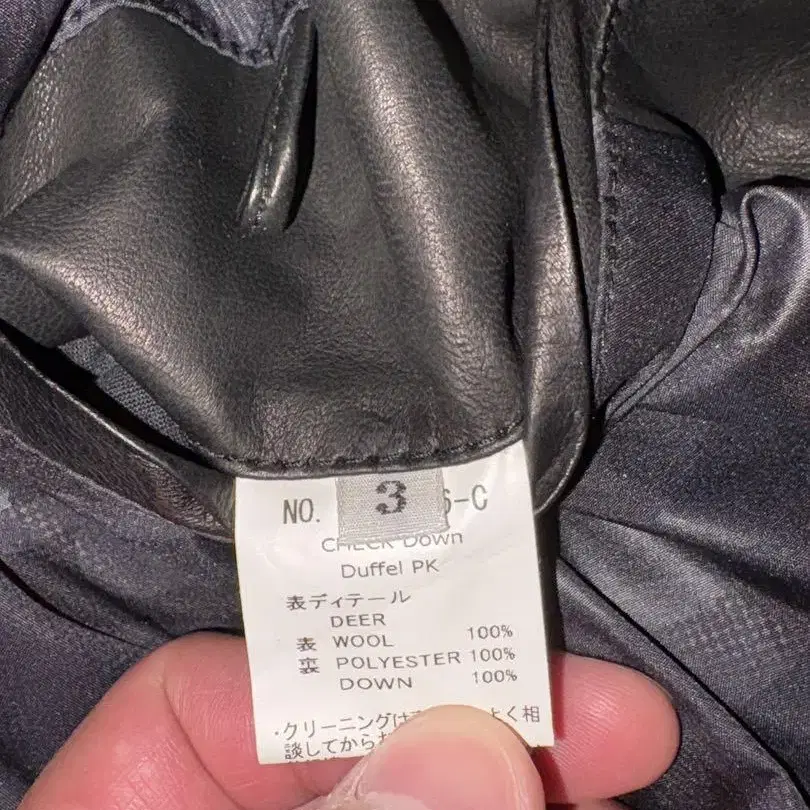 NO. 3 6-C
CHECK Down
Duffel PK
表ディテール
DEER
表 WOOL 100%
裏 POLYESTER 100%
DOWN 100%
・クリーニングは よく相
談してから